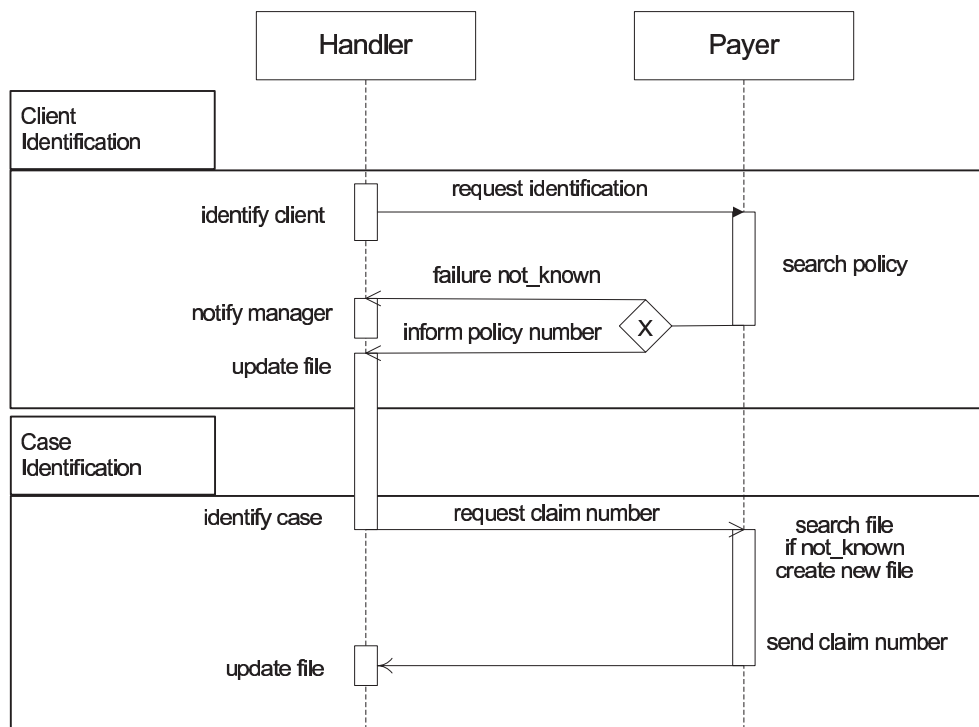 Handler
Payer
Client
Identification
request identification
identify client
search policy
failure not_known
notify manager
X
inform policy number
update file
Case
Identification
identify case
request claim number
search file
if not_known
create new file
send claim number
update file